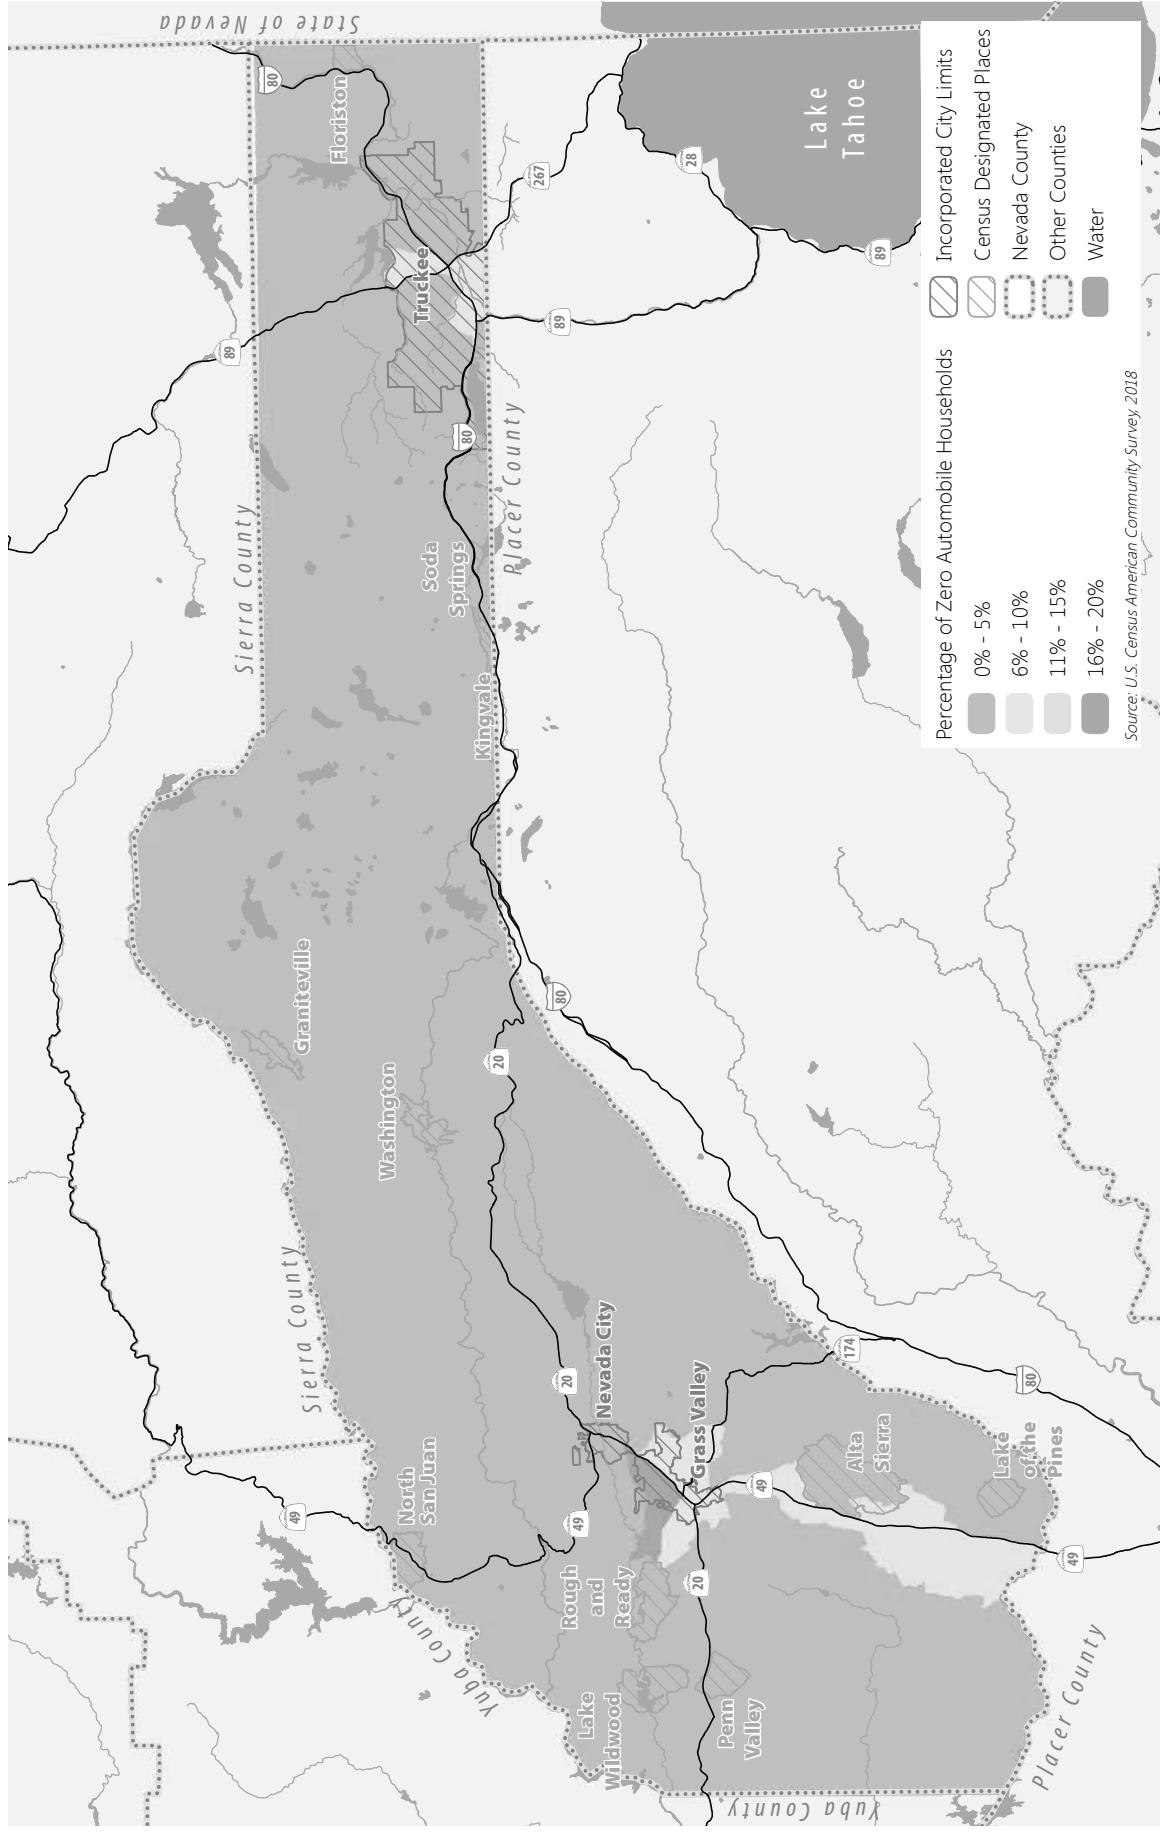 State of Nevada
80
Floriston
Lake
Tahoe
267
28
Truckee
89
89
89
Sierra County
80
Placer County
Soda
Springs
Kingvale
Graniteville
80
20
Washington
Sierra County
20
Nevada City
Grass Valley
174
80
North
San Juan
49
49
49
Alta
Sierra
Lake
of the
Pines
49
Rough
and
Ready
20
Yuba County
Lake
Wildwood
Penn
Valley
Placer County
Yuba County
Percentage of Zero Automobile Households
0% - 5%
6% - 10%
11% - 15%
16% - 20%
Incorporated City Limits
Census Designated Places
Nevada County
Other Counties
Water
Source: U.S. Census American Community Survey, 2018